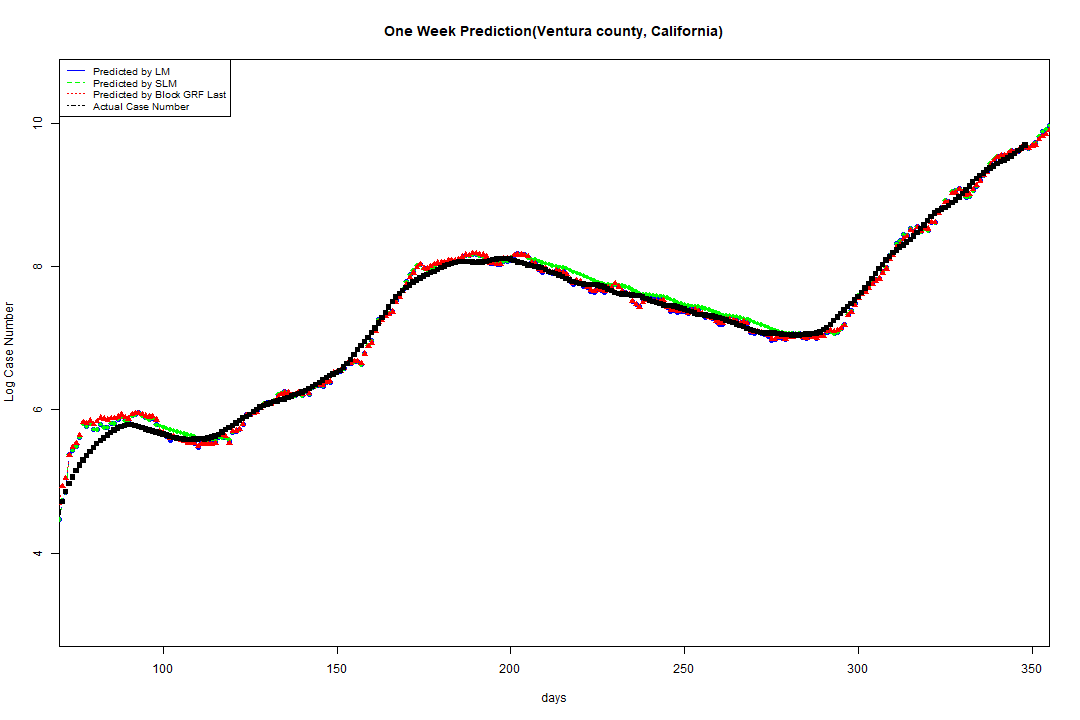 One Week Prediction(Ventura county, California)
Predicted by LM
Predicted by SLM
Predicted by Block GRF Last
Actual Case Number
10
8
6
4
Log Case Number
100 150 200 250 300 350
days